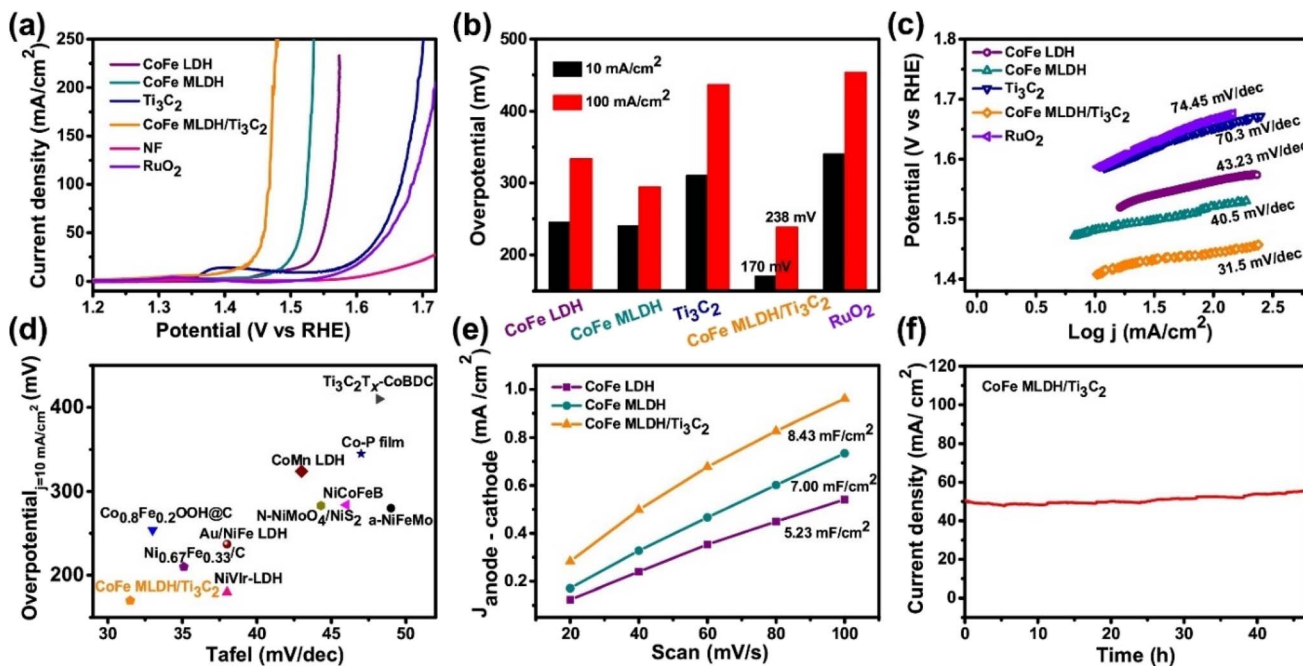 (a)
250
200
150
100
50
0
1.2
1.3
1.4
1.5
1.6
1.7
Current density (mA/cm²)
Potential (V vs RHE)
CoFe LDH
CoFe MLDH
Ti₃C₂
CoFe MLDH/Ti₃C₂
NF
RuO₂
(b)
500
400
300
200
Overpotential (mV)
10 mA/cm²
100 mA/cm²
238 mV
170 mV
CoFe LDH
CoFe MLDH
Ti₃C₂
CoFe MLDH/Ti₃C₂
RuO₂
(c)
1.8
1.7
1.6
1.5
1.4
0.0
0.5
1.0
1.5
2.0
2.5
Potential (V vs RHE)
Log j (mA/cm²)
CoFe LDH
CoFe MLDH
Ti₃C₂
CoFe MLDH/Ti₃C₂
RuO₂
74.45 mV/dec
70.3 mV/dec
43.23 mV/dec
40.5 mV/dec
31.5 mV/dec
(d)
400
300
200
30
35
40
45
50
Overpotential j=10 mA/cm² (mV)
Tafel (mV/dec)
Ti₃C₂Tₓ-CoBDC
Co-P film
CoMn LDH
NiCoFeB
Co₀.₈Fe₀.₂OOH@C
N-NiMoO₄/NiS₂
a-NiFeMo
Au/NiFe LDH
Ni₀.₆₇Fe₀.₃₃/C
CoFe MLDH/Ti₃C₂
NiVIr-LDH
(e)
1.0
0.8
0.6
0.4
0.2
20
40
60
80
100
J anode - cathode (mA /cm²)
Scan (mV/s)
CoFe LDH
CoFe MLDH
CoFe MLDH/Ti₃C₂
8.43 mF/cm²
7.00 mF/cm²
5.23 mF/cm²
(f)
120
100
80
60
40
20
0
0
10
20
30
40
Current density (mA/ cm²)
Time (h)
CoFe MLDH/Ti₃C₂